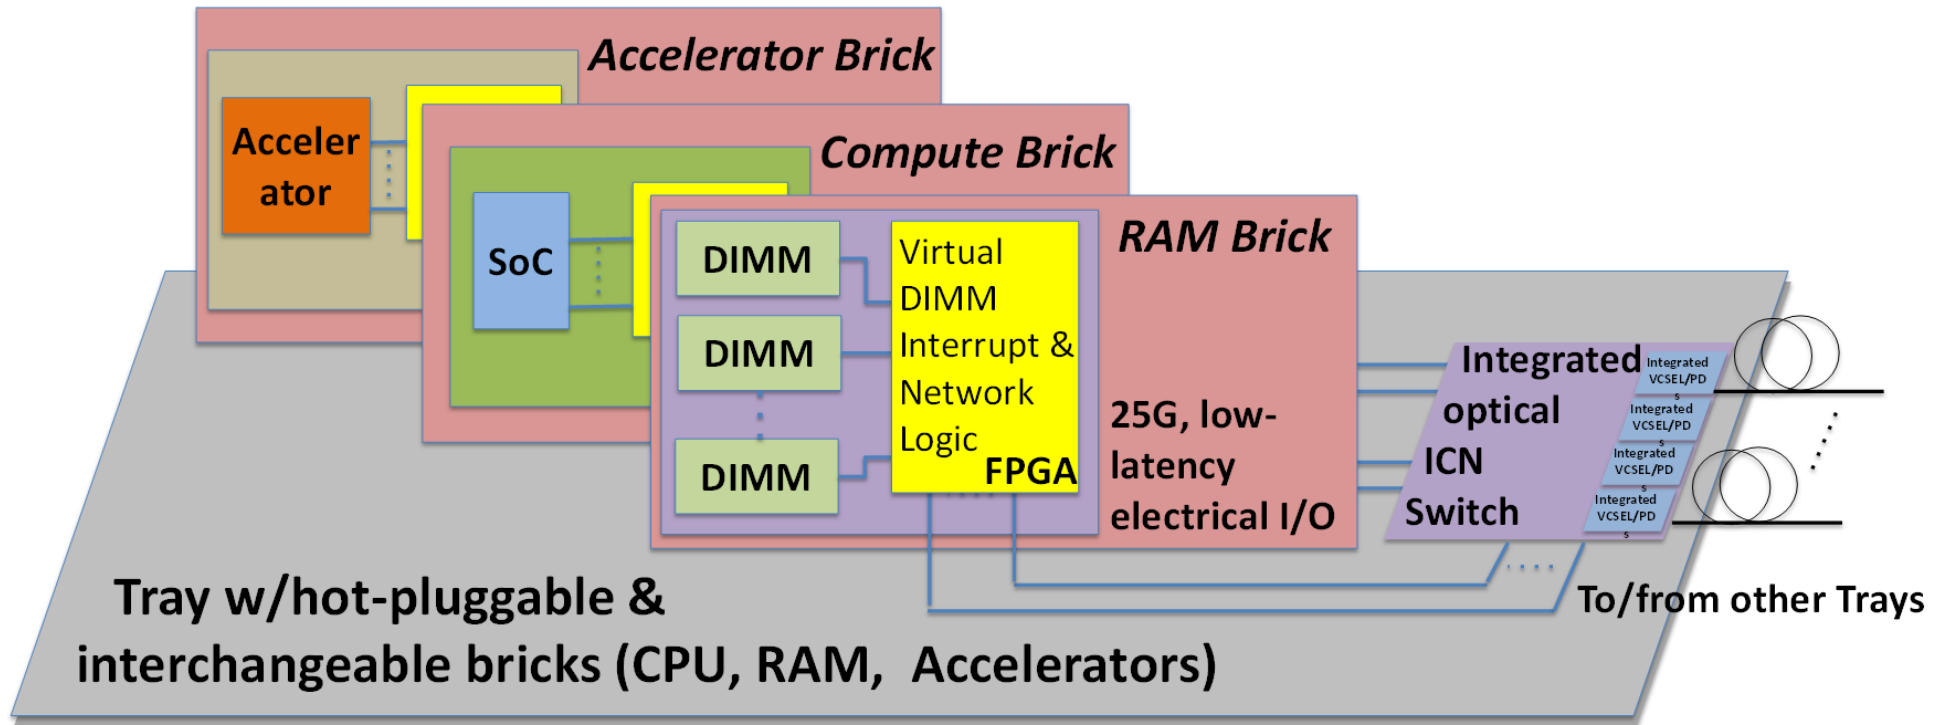 Accelerator Brick
Acceler
ator
Compute Brick
SoC
RAM Brick
DIMM
DIMM
DIMM
Virtual
DIMM
Interrupt &
Network
Logic
FPGA
25G, low-
latency
electrical I/O
Integrated
optical
ICN
Switch
Integrated
VCSEL/PD
s
Integrated
VCSEL/PD
s
Integrated
VCSEL/PD
s
Integrated
VCSEL/PD
s
To/from other Trays
Tray w/hot-pluggable &
interchangeable bricks (CPU, RAM, Accelerators)